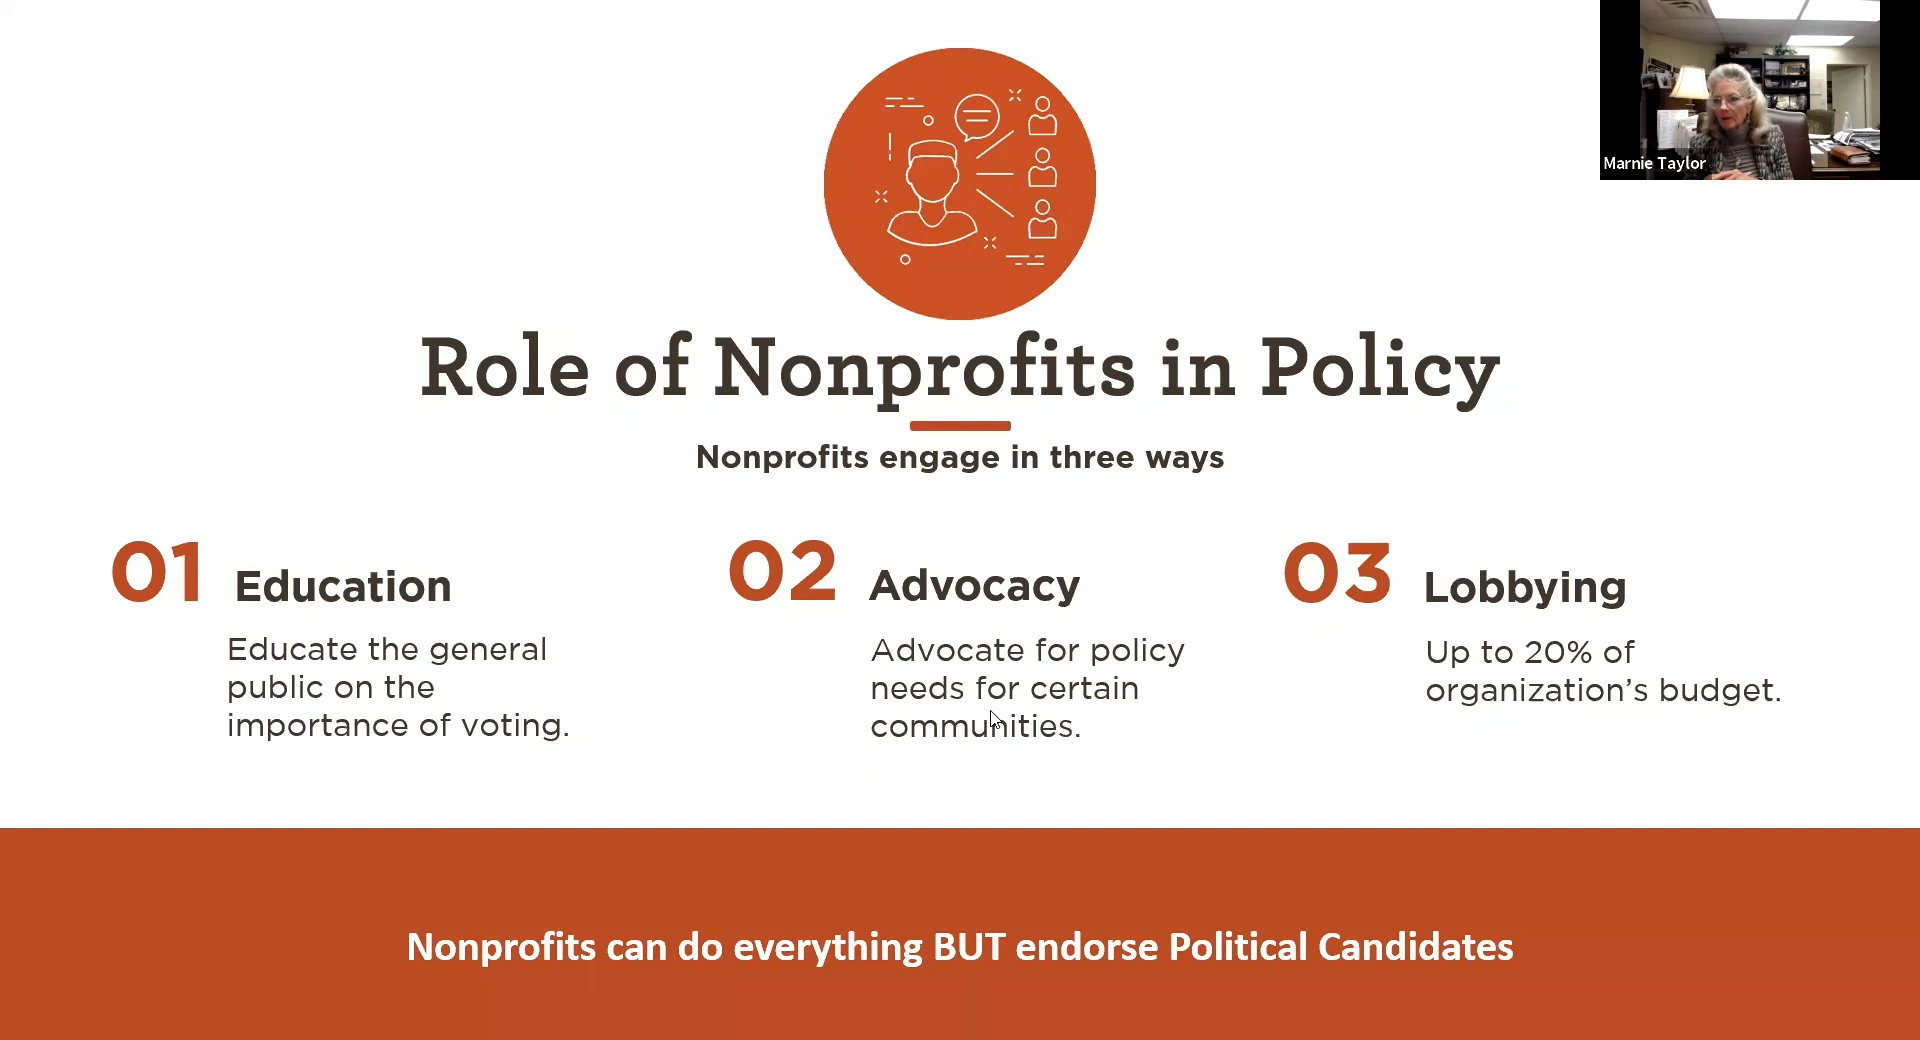 Marnie Taylor
Role of Nonprofits in Policy
Nonprofits engage in three ways
01 Education
Educate the general
public on the
importance of voting.
02 Advocacy
Advocate for policy
needs for certain
communities.
03 Lobbying
Up to 20% of
organization’s budget.
Nonprofits can do everything BUT endorse Political Candidates